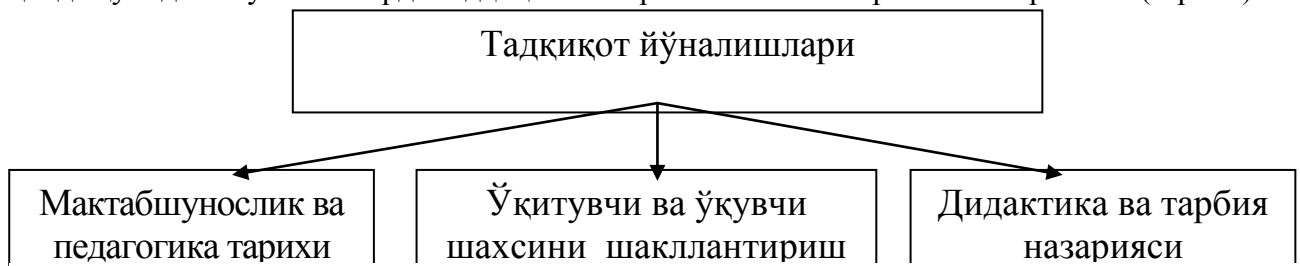 Тадқиқот йўналишлари
Мактабшунослик ва
педагогика тарихи
Ўқитувчи ва ўқувчи
шахсини шакллантириш
Дидактика ва тарбия
назарияси